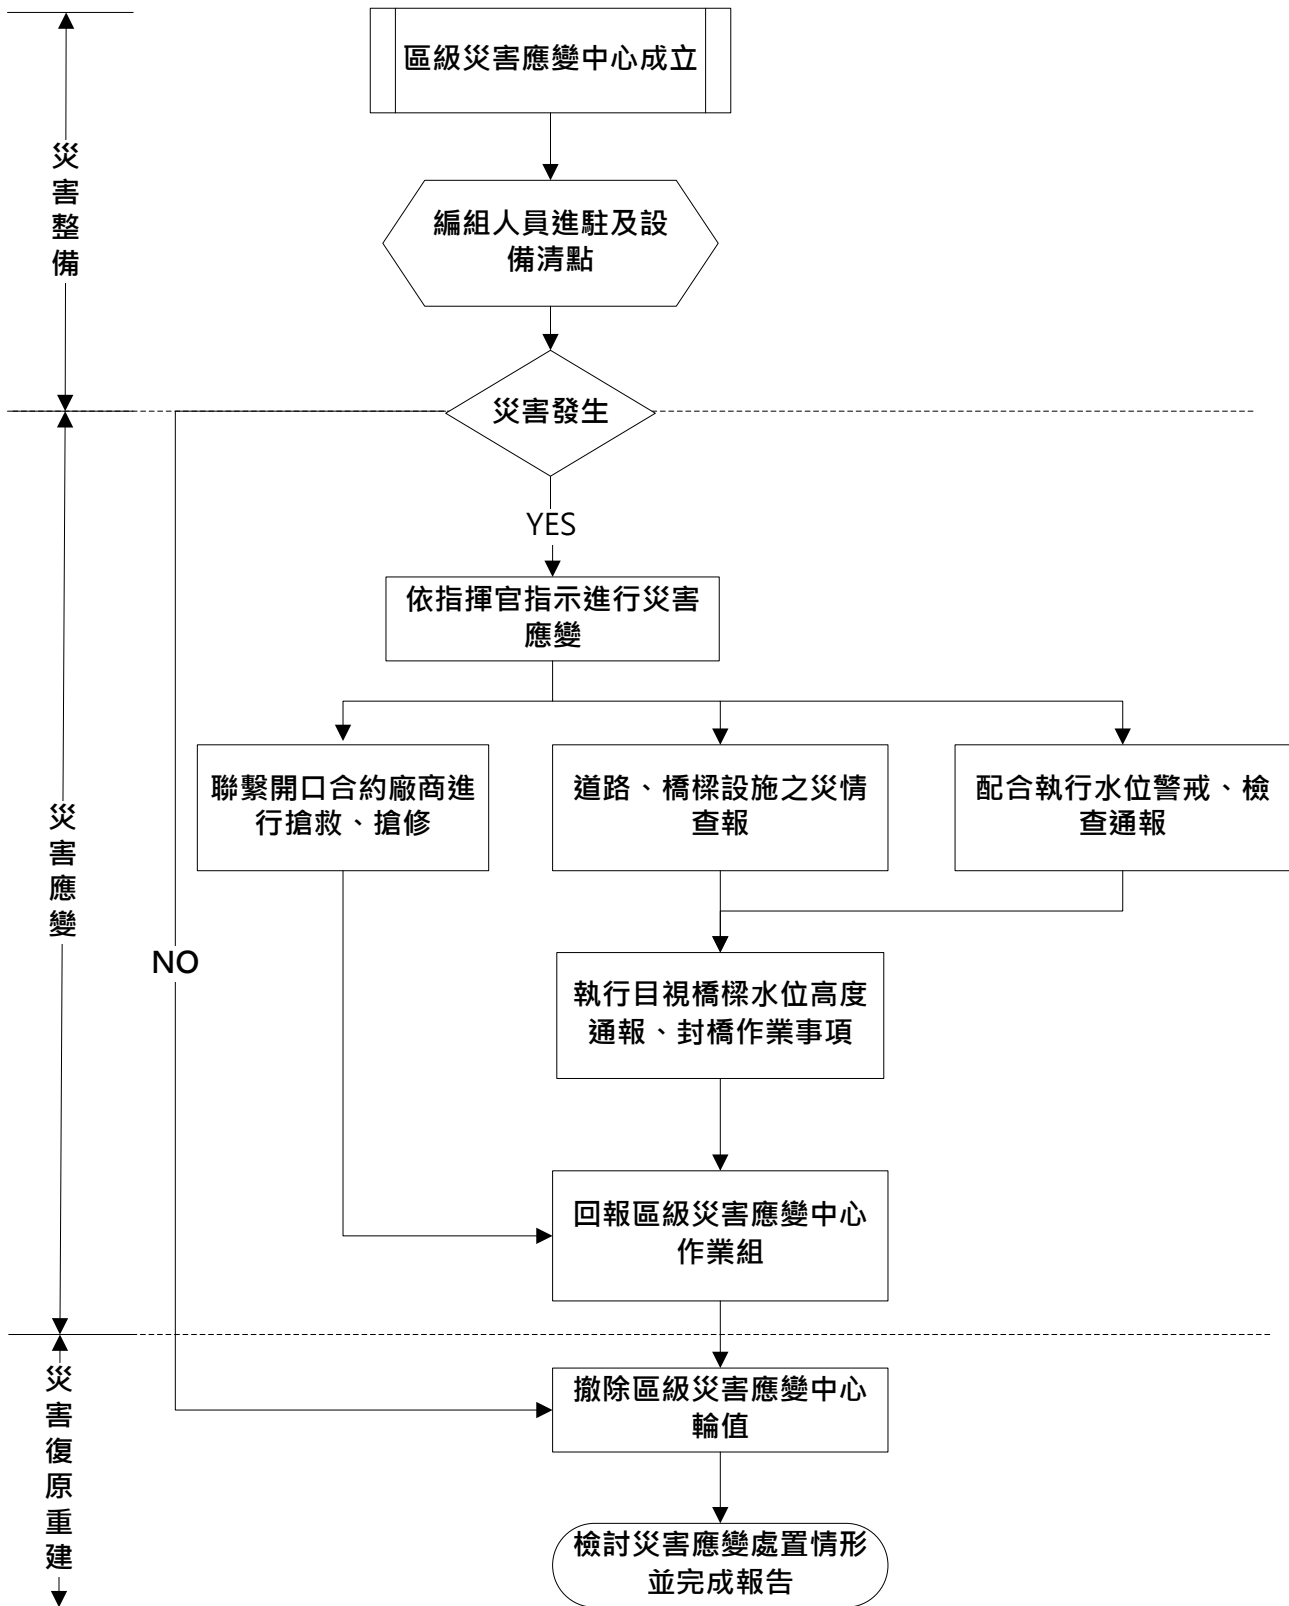 區級災害應變中心成立
災害整備
編組人員進駐及設
備清點
災害發生
YES
依指揮官指示進行災害
應變
災害應變
聯繫開口合約廠商進
行搶救、搶修
道路、橋樑設施之災情
查報
配合執行水位警戒、檢
查通報
NO
執行目視橋樑水位高度
通報、封橋作業事項
回報區級災害應變中心
作業組
災害復原重建
撤除區級災害應變中心
輪值
檢討災害應變處置情形
並完成報告